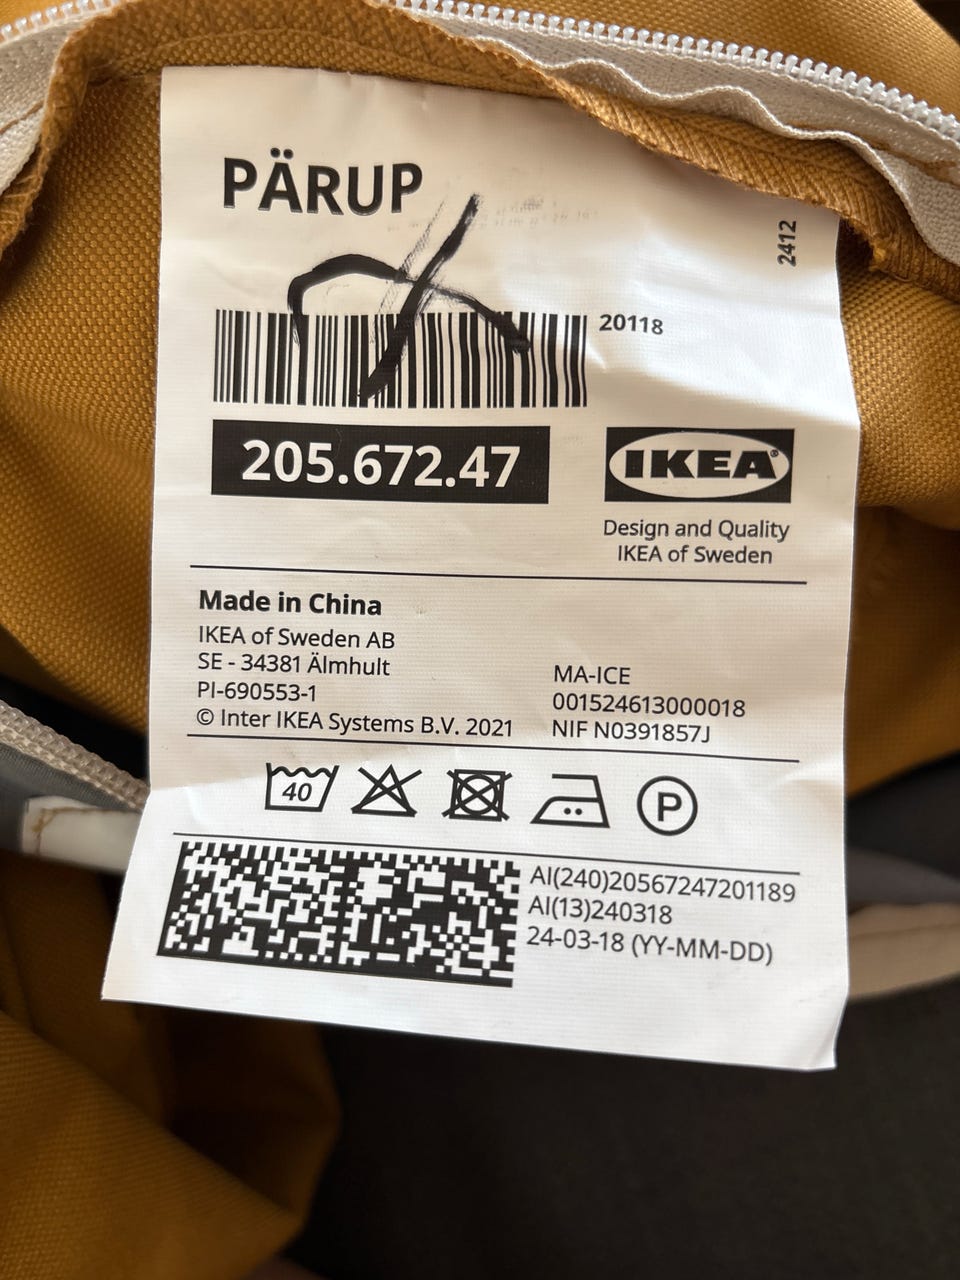 PÄRUP
2412
20118
205.672.47
IKEA®
Design and Quality
IKEA of Sweden
Made in China
IKEA of Sweden AB
SE - 34381 Älmhult
PI-690553-1
© Inter IKEA Systems B.V. 2021
MA-ICE
001524613000018
NIF N0391857J
40
P
AI(240)20567247201189
AI(13)240318
24-03-18 (YY-MM-DD)